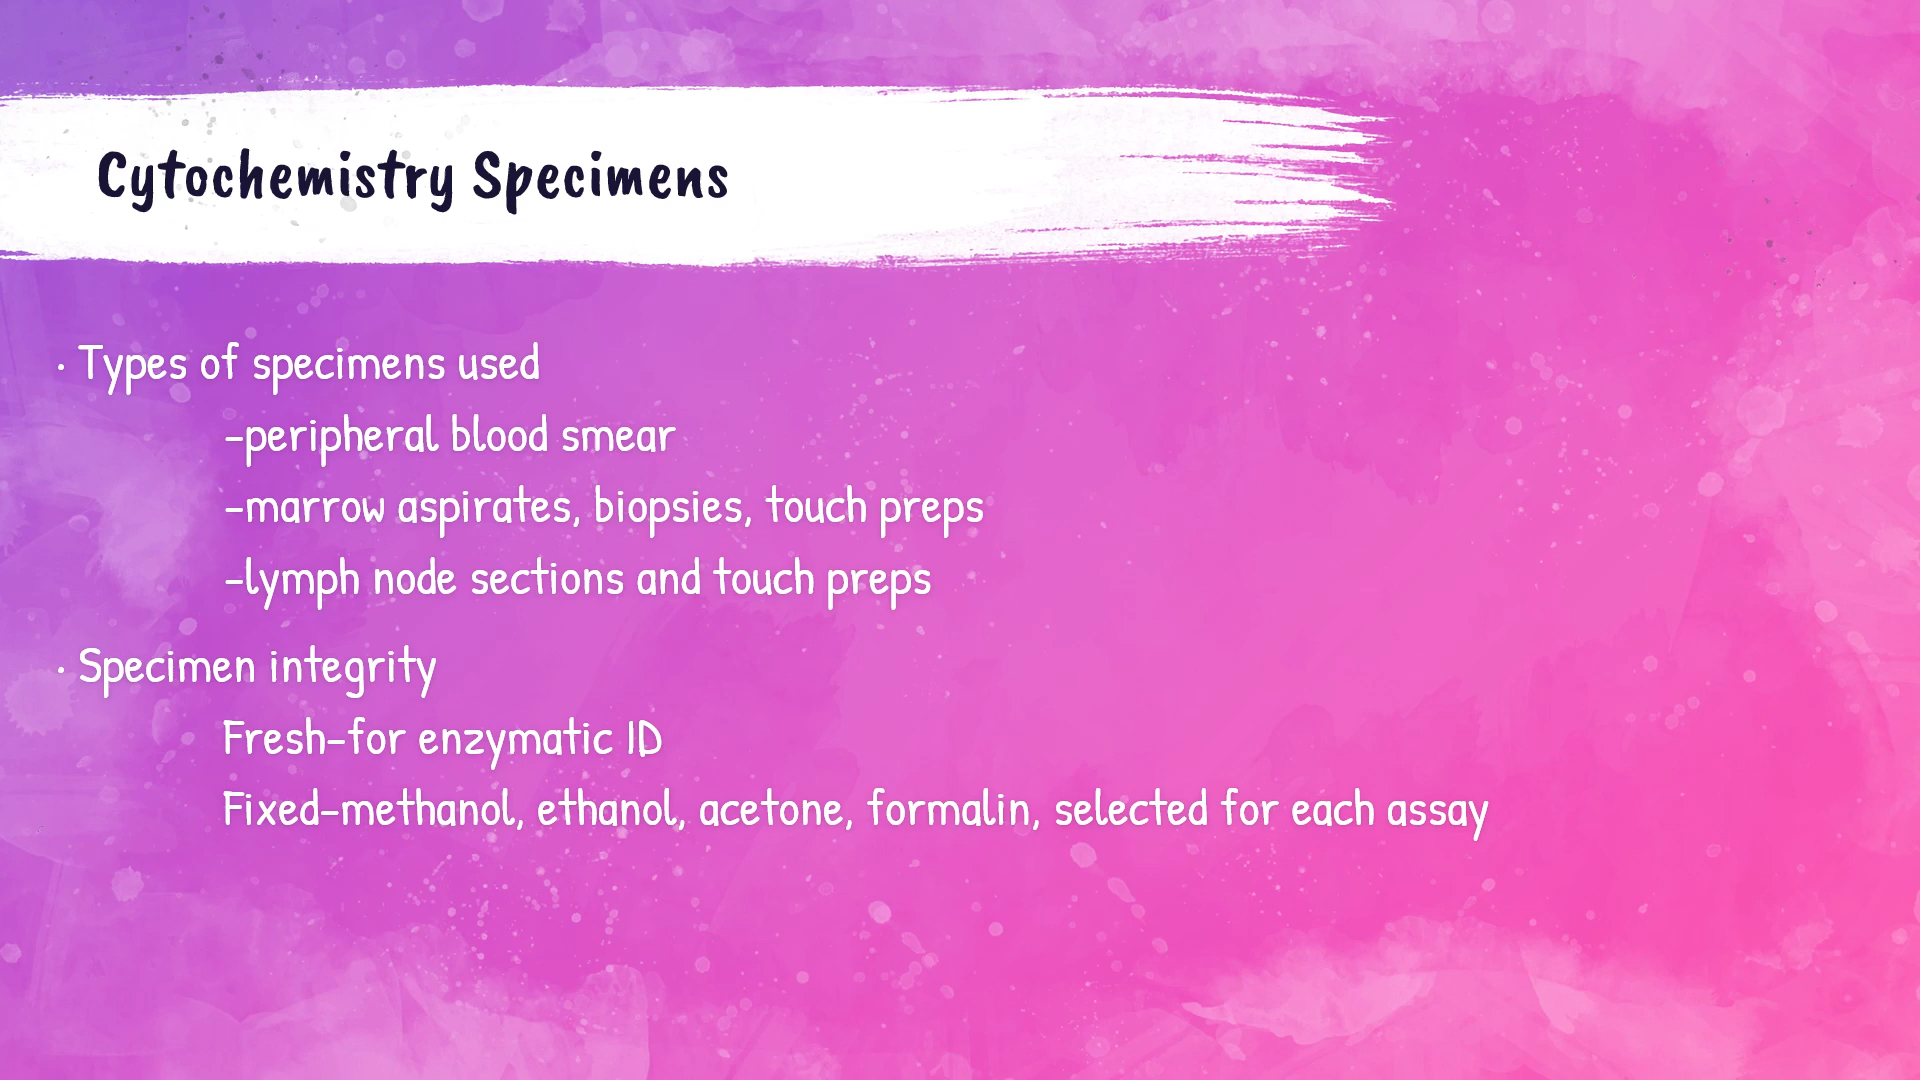 Cytochemistry Specimens
· Types of specimens used
-peripheral blood smear
-marrow aspirates, biopsies, touch preps
-lymph node sections and touch preps
· Specimen integrity
Fresh-for enzymatic ID
Fixed-methanol, ethanol, acetone, formalin, selected for each assay